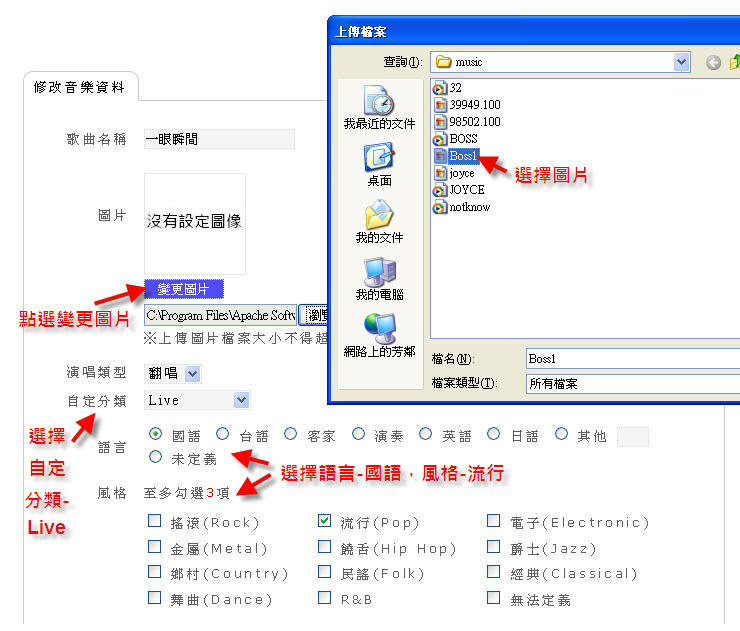 上傳檔案
查詢(I): music
我最近的文件
桌面
我的文件
我的電腦
網路上的芳鄰
32
39949.100
98502.100
BOSS
Boss1
joyce
JOYCE
notknow
選擇圖片
檔名(N): Boss1
檔案類型(T): 所有檔案
修改音樂資料
歌曲名稱 一眼瞬間
圖片 沒有設定圖像
變更圖片
點選變更圖片
C:\Program Files\Apache Softw 瀏覽
※上傳圖片檔案大小不得超
演唱類型 翻唱
自定分類 Live
選擇
自定
分類-
Live
語言 國語 台語 客家 演奏 英語 日語 其他
未定義
選擇語言-國語，風格-流行
風格 至多勾選3項
搖滾(Rock) 流行(Pop) 電子(Electronic)
金屬(Metal) 饒舌(Hip Hop) 爵士(Jazz)
鄉村(Country) 民謠(Folk) 經典(Classical)
舞曲(Dance) R&B 無法定義